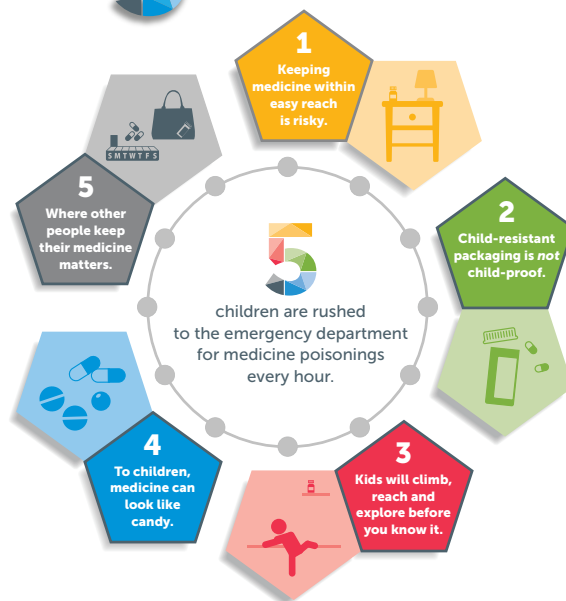 1
Keeping
medicine within
easy reach
is risky.
2
Child-resistant
packaging is not
child-proof.
3
Kids will climb,
reach and
explore before
you know it.
4
To children,
medicine can
look like
candy.
5
Where other
people keep
their medicine
matters.
S M T W T F S
5
children are rushed
to the emergency department
for medicine poisonings
every hour.